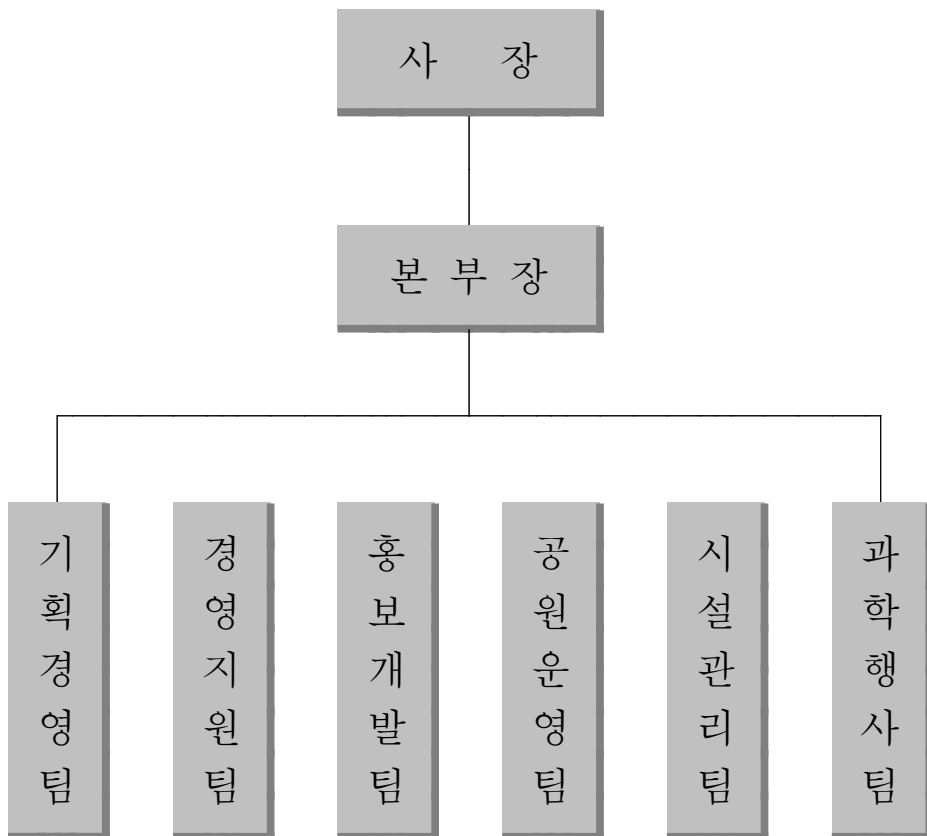 사 장
본 부 장
기획경영팀
경영지원팀
홍보개발팀
공원운영팀
시설관리팀
과학행사팀